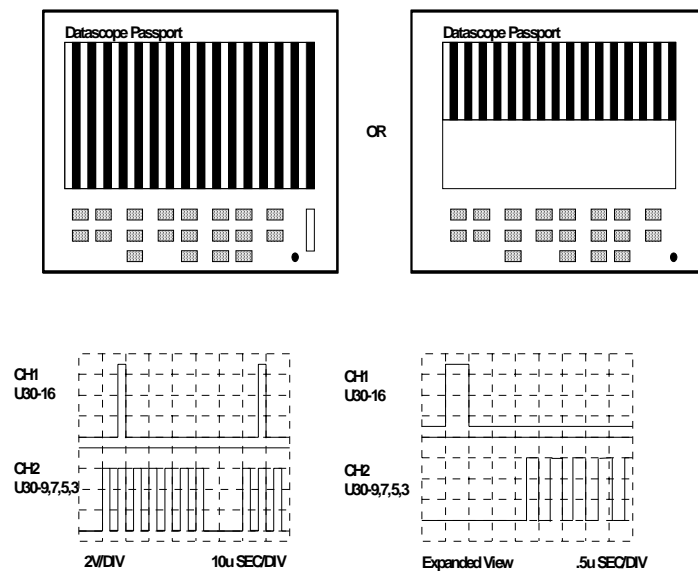 Datascope Passport
Datascope Passport
OR
CH1
U30-16
CH2
U30-9,7,5,3
2V/DIV
10u SEC/DIV
CH1
U30-16
CH2
U30-9,7,5,3
Expanded View
.5u SEC/DIV